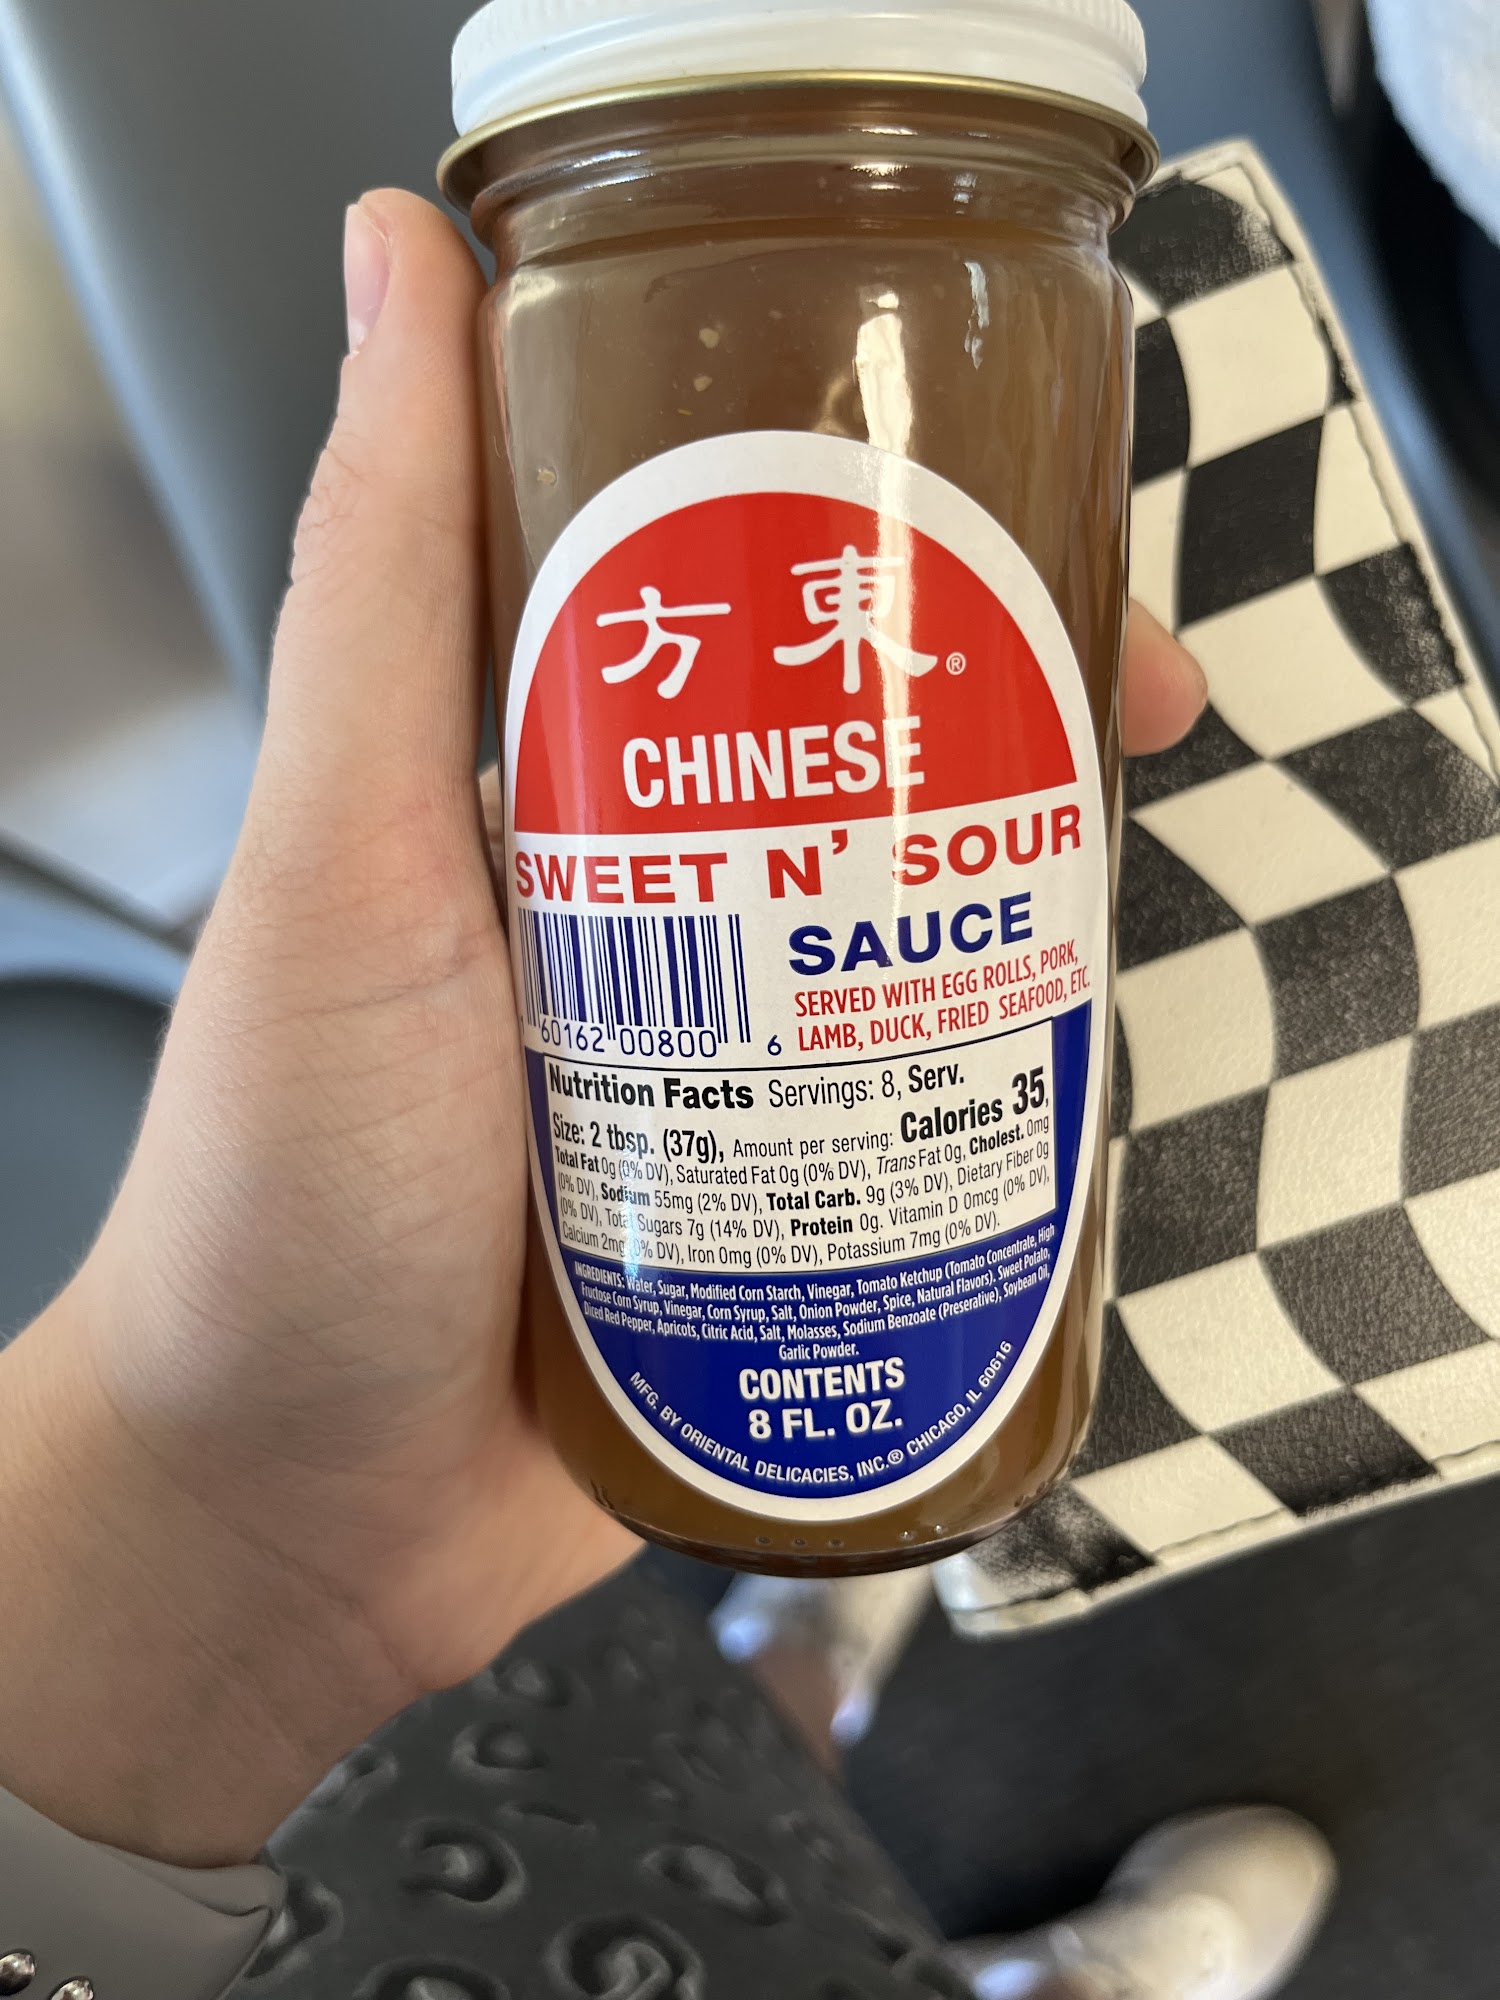 方 東®
CHINESE
SWEET N' SOUR
SAUCE
SERVED WITH EGG ROLLS, PORK,
LAMB, DUCK, FRIED SEAFOOD, ETC.
60162 00800 6
Nutrition Facts Servings: 8, Serv.
Size: 2 tbsp. (37g), Amount per serving: Calories 35,
Total Fat 0g (0% DV), Saturated Fat 0g (0% DV), Trans Fat 0g, Cholest. 0mg
(0% DV), Sodium 55mg (2% DV), Total Carb. 9g (3% DV), Dietary Fiber 0g
(0% DV), Total Sugars 7g (14% DV), Protein 0g. Vitamin D 0mcg (0% DV),
Calcium 2mg (0% DV), Iron 0mg (0% DV), Potassium 7mg (0% DV).
INGREDIENTS: Water, Sugar, Modified Corn Starch, Vinegar, Tomato Ketchup (Tomato Concentrate, High
Fructose Corn Syrup, Vinegar, Corn Syrup, Salt, Onion Powder, Spice, Natural Flavors), Sweet Potato,
Diced Red Pepper, Apricots, Citric Acid, Salt, Molasses, Sodium Benzoate (Preserative), Soybean Oil,
Garlic Powder.
CONTENTS
8 FL. OZ.
MFG. BY ORIENTAL DELICACIES, INC.® CHICAGO, IL 60616